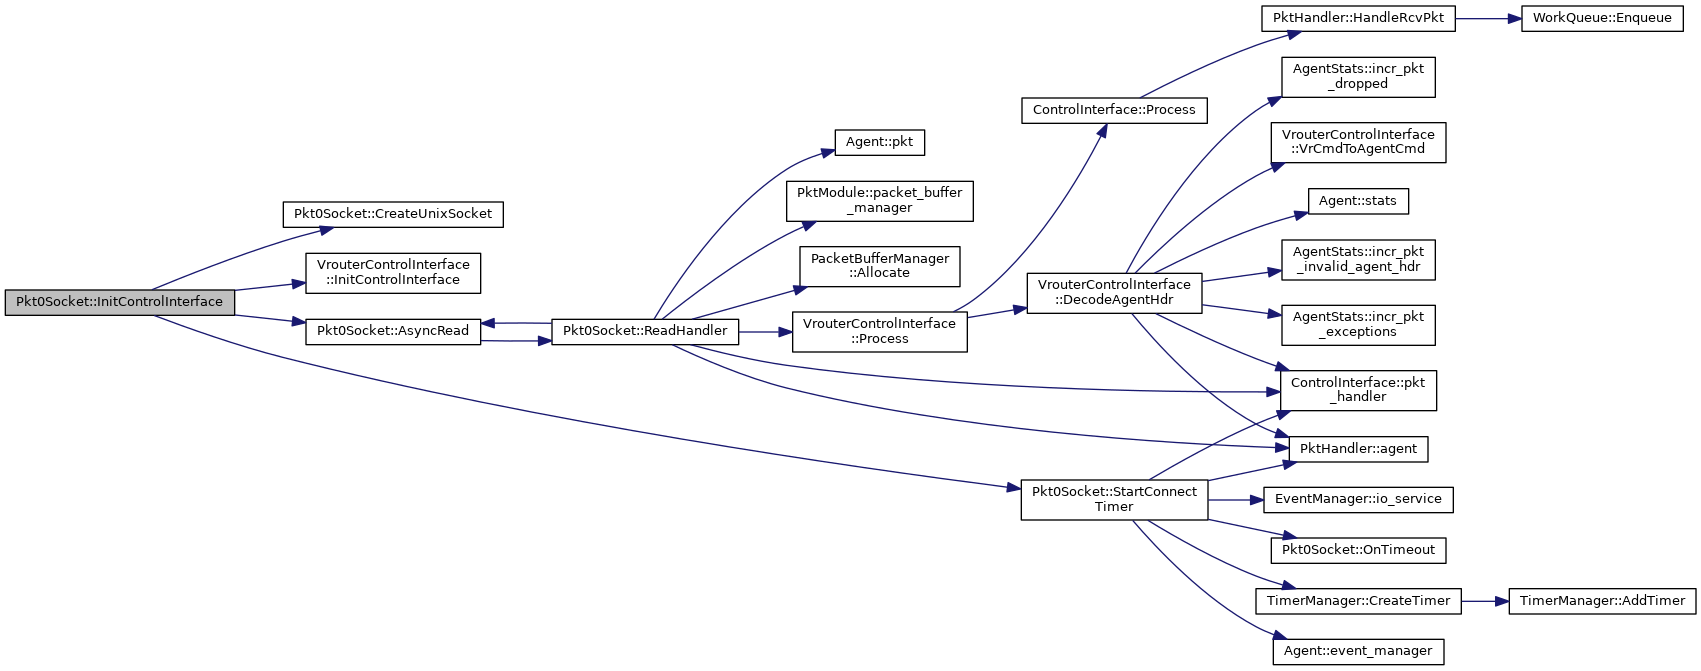 Pkt0Socket::InitControlInterface
Pkt0Socket::CreateUnixSocket
VrouterControlInterface
::InitControlInterface
Pkt0Socket::AsyncRead
Pkt0Socket::ReadHandler
Agent::pkt
PktModule::packet_buffer
_manager
PacketBufferManager
::Allocate
VrouterControlInterface
::Process
ControlInterface::Process
VrouterControlInterface
::DecodeAgentHdr
Pkt0Socket::StartConnect
Timer
PktHandler::HandleRcvPkt
WorkQueue::Enqueue
AgentStats::incr_pkt
_dropped
VrouterControlInterface
::VrCmdToAgentCmd
Agent::stats
AgentStats::incr_pkt
_invalid_agent_hdr
AgentStats::incr_pkt
_exceptions
ControlInterface::pkt
_handler
PktHandler::agent
EventManager::io_service
Pkt0Socket::OnTimeout
TimerManager::CreateTimer
TimerManager::AddTimer
Agent::event_manager